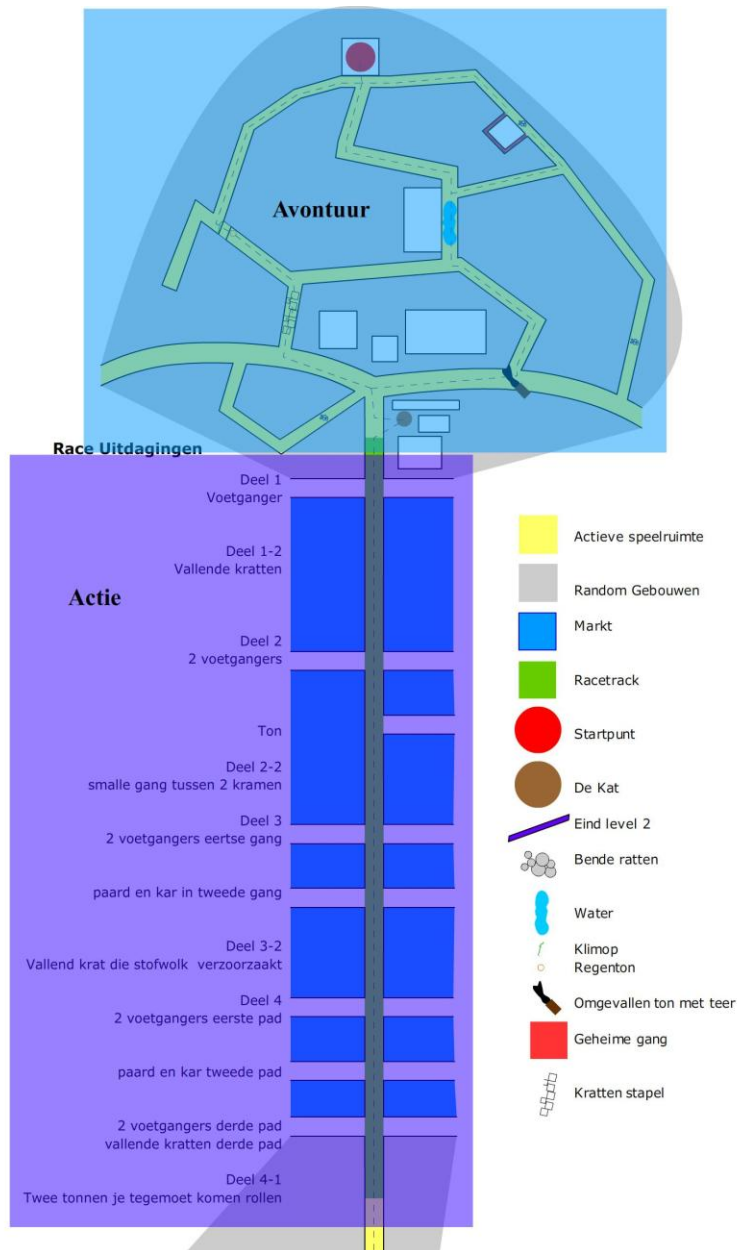 Avontuur
Race Uitdagingen
Deel 1
Voetganger
Deel 1-2
Vallende kratten
Actie
Deel 2
2 voetgangers
Ton
Deel 2-2
smalle gang tussen 2 kramen
Deel 3
2 voetgangers eertse gang
paard en kar in tweede gang
Deel 3-2
Vallend krat die stofwolk verzoorzaakt
Deel 4
2 voetgangers eerste pad
paard en kar tweede pad
2 voetgangers derde pad
vallende kratten derde pad
Deel 4-1
Twee tonnen je tegemoet komen rollen
Actieve speelruimte
Random Gebouwen
Markt
Racetrack
Startpunt
De Kat
Eind level 2
Bende ratten
Water
Klimop
Regenton
Omgevallen ton met teer
Geheime gang
Kratten stapel